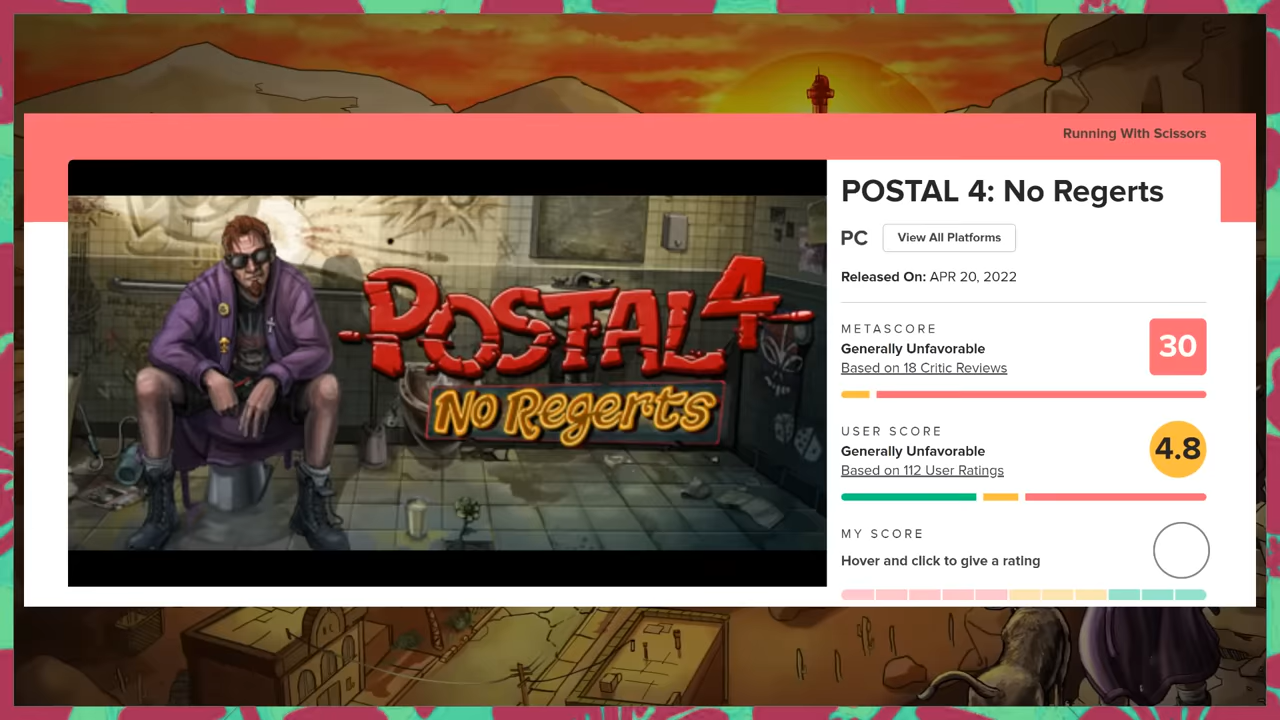 Running With Scissors
POSTAL 4: No Regerts
PC
View All Platforms
Released On: APR 20, 2022
POSTAL 4
No Regerts
METASCORE
Generally Unfavorable
30
Based on 18 Critic Reviews
USER SCORE
Generally Unfavorable
4.8
Based on 112 User Ratings
MY SCORE
Hover and click to give a rating